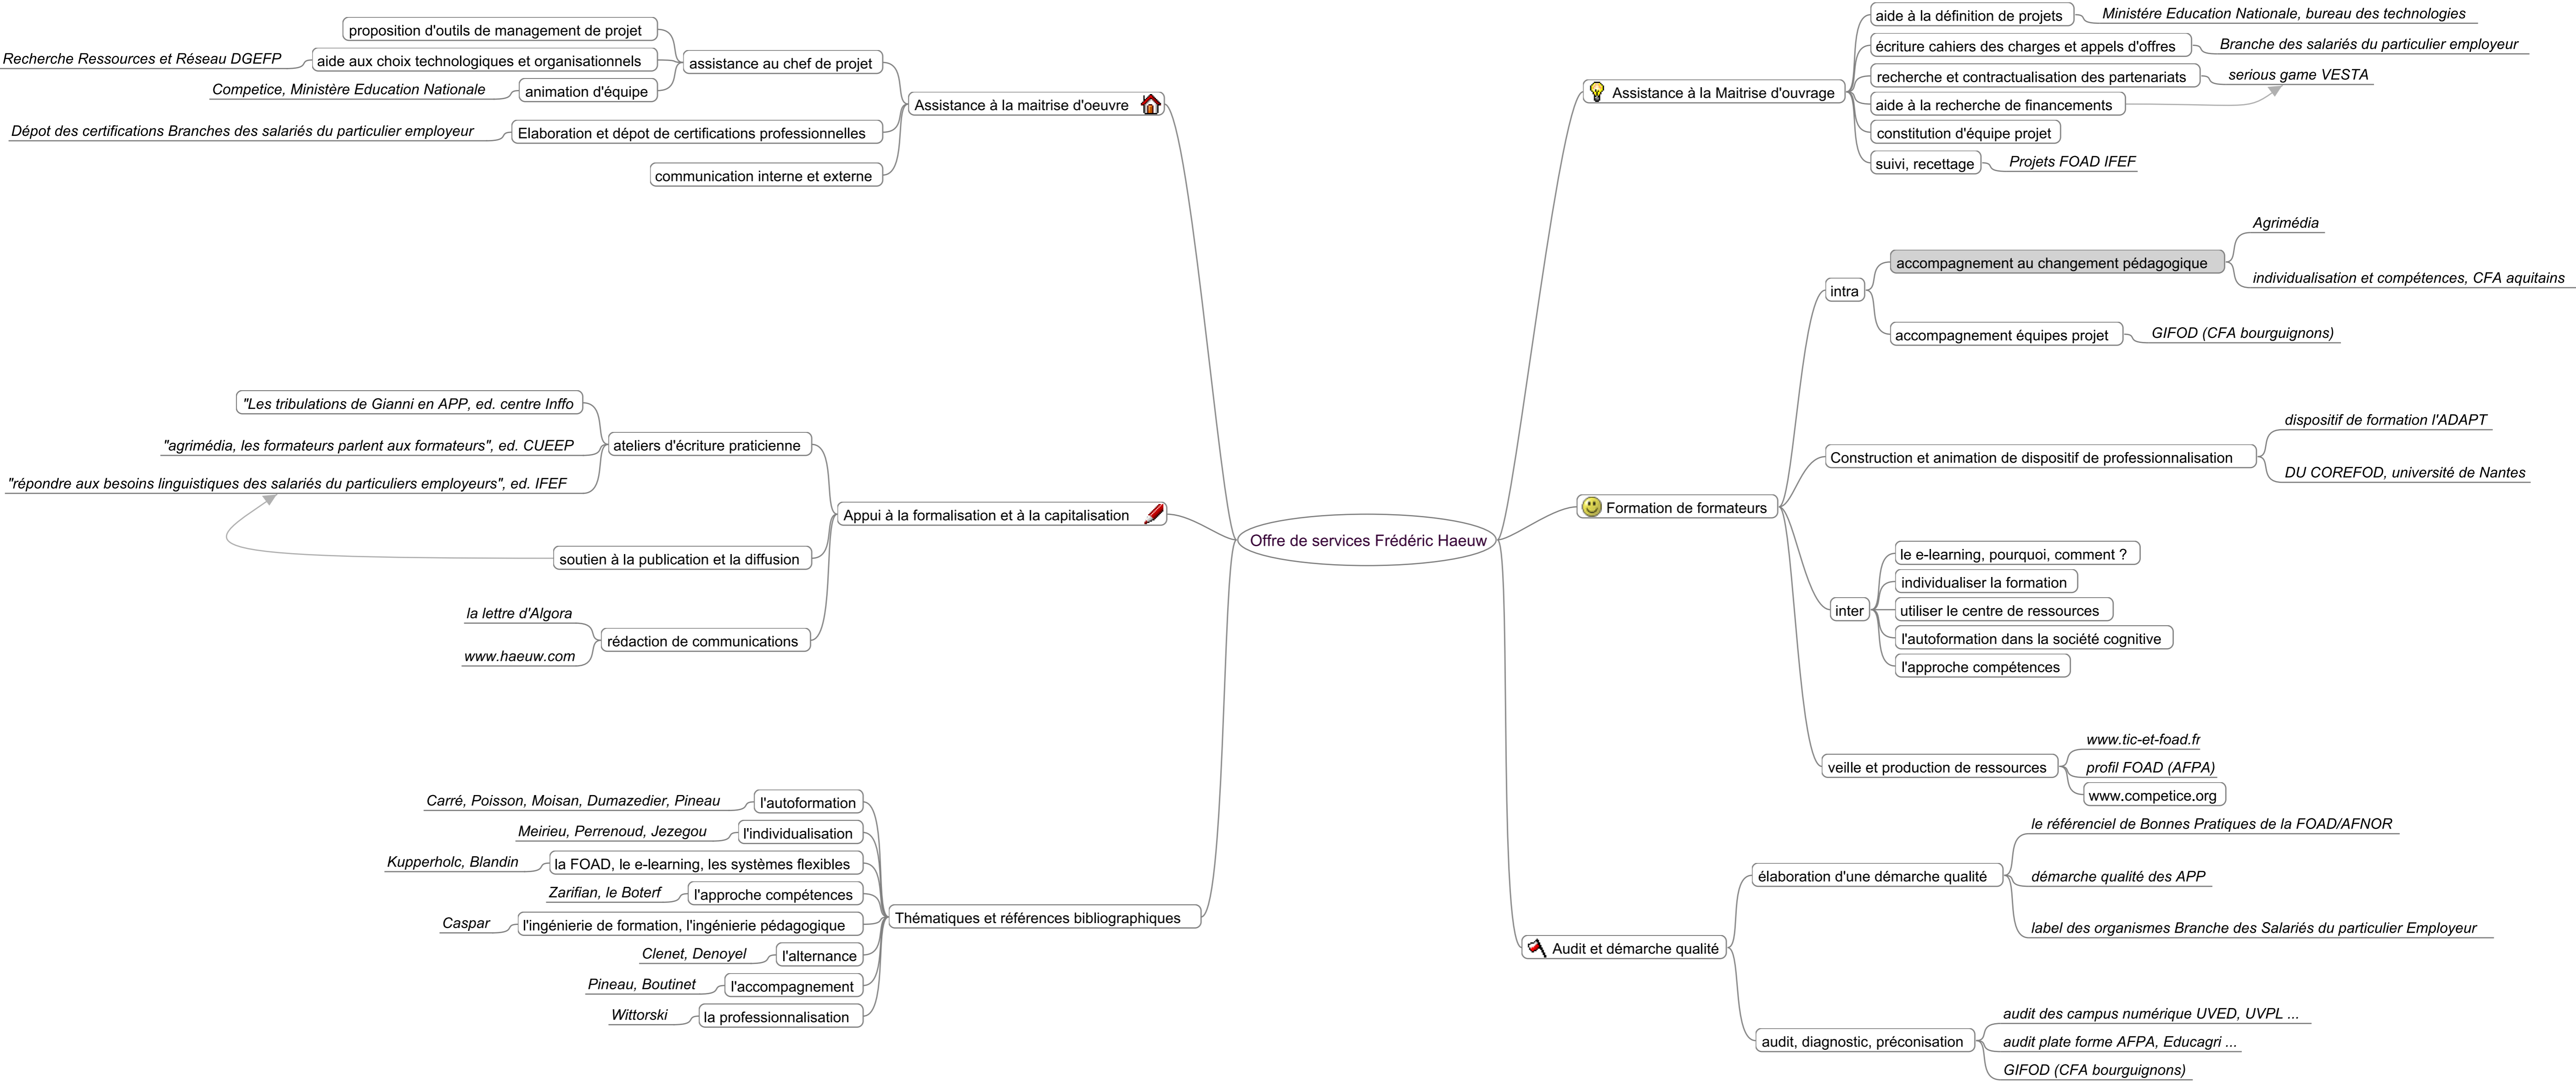 Offre de services Frédéric Haeuw
Assistance à la maitrise d'oeuvre
assistance au chef de projet
proposition d'outils de management de projet
aide aux choix technologiques et organisationnels
Recherche Ressources et Réseau DGEFP
animation d'équipe
Competice, Ministère Education Nationale
Elaboration et dépot de certifications professionnelles
Dépot des certifications Branches des salariés du particulier employeur
communication interne et externe
Appui à la formalisation et à la capitalisation
ateliers d'écriture praticienne
"Les tribulations de Gianni en APP, ed. centre Inffo
"agrimédia, les formateurs parlent aux formateurs", ed. CUEEP
"répondre aux besoins linguistiques des salariés du particuliers employeurs", ed. IFEF
soutien à la publication et la diffusion
rédaction de communications
la lettre d'Algora
www.haeuw.com
Thématiques et références bibliographiques
l'autoformation
Carré, Poisson, Moisan, Dumazedier, Pineau
l'individualisation
Meirieu, Perrenoud, Jezegou
la FOAD, le e-learning, les systèmes flexibles
Kupperholc, Blandin
l'approche compétences
Zarifian, le Boterf
l'ingénierie de formation, l'ingénierie pédagogique
Caspar
l'alternance
Clenet, Denoyel
l'accompagnement
Pineau, Boutinet
la professionnalisation
Wittorski
Assistance à la Maitrise d'ouvrage
aide à la définition de projets
Ministére Education Nationale, bureau des technologies
écriture cahiers des charges et appels d'offres
Branche des salariés du particulier employeur
recherche et contractualisation des partenariats
serious game VESTA
aide à la recherche de financements
constitution d'équipe projet
suivi, recettage
Projets FOAD IFEF
Formation de formateurs
intra
accompagnement au changement pédagogique
Agrimédia
individualisation et compétences, CFA aquitains
accompagnement équipes projet
GIFOD (CFA bourguignons)
Construction et animation de dispositif de professionnalisation
dispositif de formation l'ADAPT
DU COREFOD, université de Nantes
inter
le e-learning, pourquoi, comment ?
individualiser la formation
utiliser le centre de ressources
l'autoformation dans la société cognitive
l'approche compétences
veille et production de ressources
www.tic-et-foad.fr
profil FOAD (AFPA)
www.competice.org
Audit et démarche qualité
élaboration d'une démarche qualité
le référenciel de Bonnes Pratiques de la FOAD/AFNOR
démarche qualité des APP
label des organismes Branche des Salariés du particulier Employeur
audit, diagnostic, préconisation
audit des campus numérique UVED, UVPL ...
audit plate forme AFPA, Educagri ...
GIFOD (CFA bourguignons)